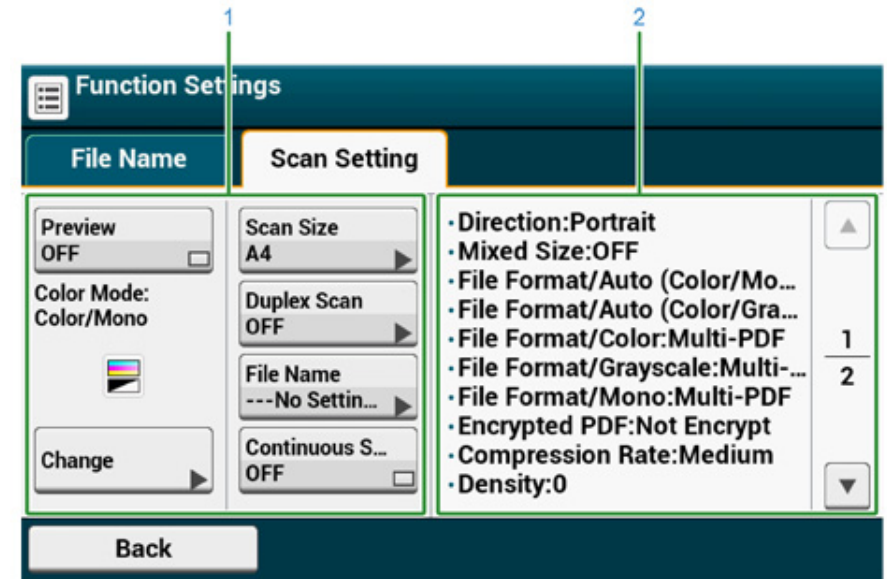 1
2
Function Settings
File Name
Scan Setting
Preview
OFF
Color Mode:
Color/Mono
Change
Scan Size
A4
Duplex Scan
OFF
File Name
---No Settin...
Continuous S...
OFF
·Direction:Portrait
·Mixed Size:OFF
·File Format/Auto (Color/Mo...
·File Format/Auto (Color/Gra...
·File Format/Color:Multi-PDF
·File Format/Grayscale:Multi-...
·File Format/Mono:Multi-PDF
·Encrypted PDF:Not Encrypt
·Compression Rate:Medium
·Density:0
1
2
Back